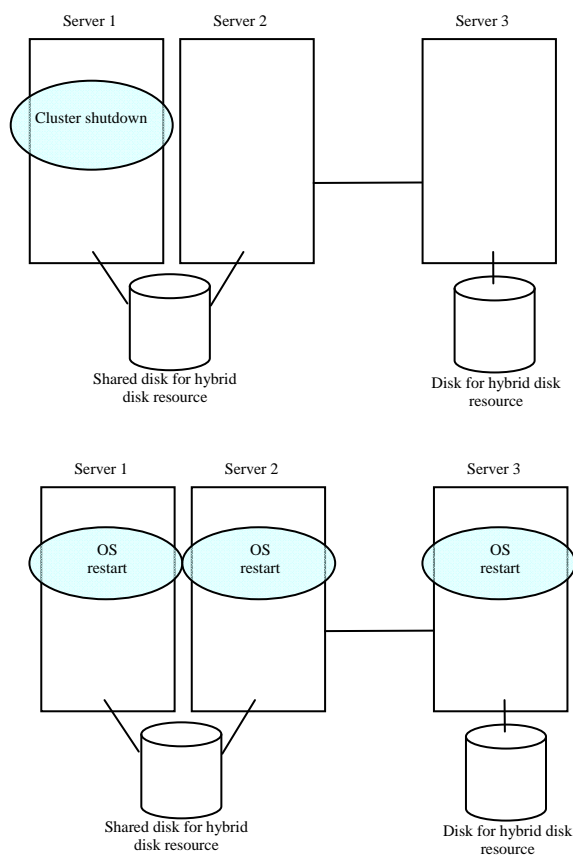 Server 1
Server 2
Server 3
Cluster shutdown
Shared disk for hybrid
disk resource
Disk for hybrid disk
resource
Server 1
Server 2
Server 3
OS
restart
OS
restart
OS
restart
Shared disk for hybrid
disk resource
Disk for hybrid disk
resource